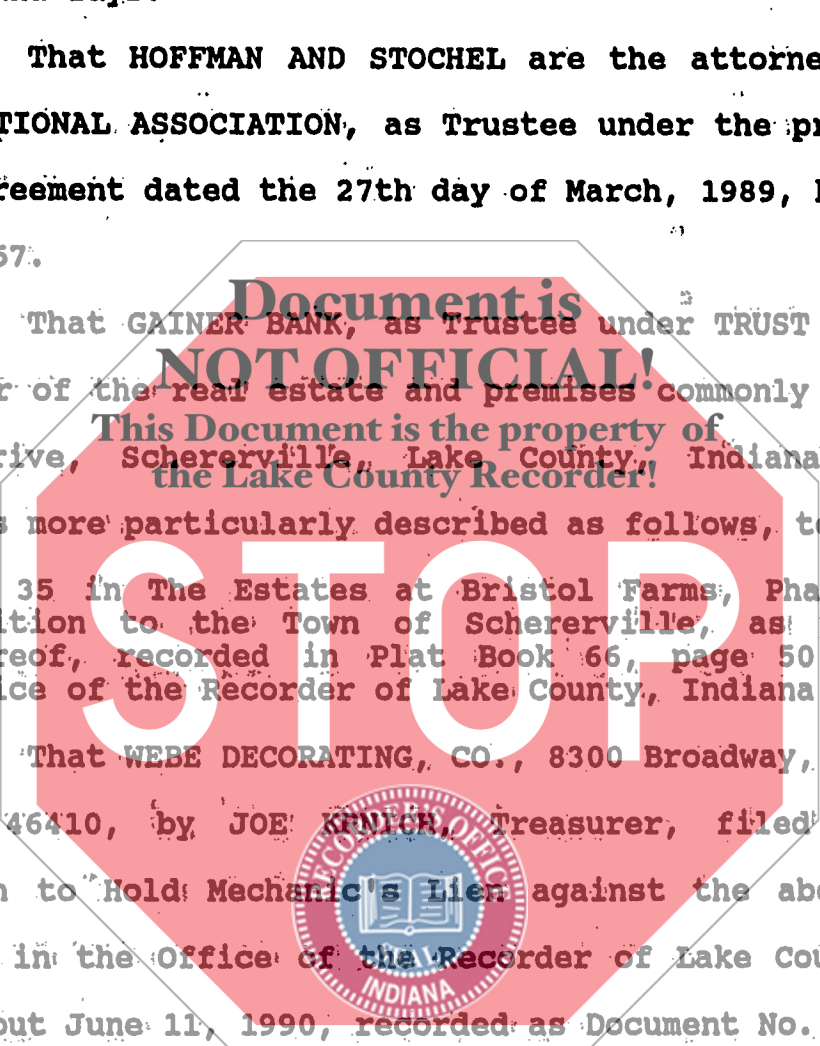 That HOFFMAN AND STOCHEL are the attorne
TIONAL ASSOCIATION, as Trustee under the pr
reement dated the 27th day of March, 1989,
57.
Document is
That GAINER BANK, as Trustee under TRUST
NOT OFFICIAL!
r of the real estate and premises commonly
This Document is the property of
rive, Schererville, Lake County, Indiana
the Lake County Recorder!
s more particularly described as follows, to
STOP
35 in The Estates at Bristol Farms, Pha
ition to the Town of Schererville, as
reof, recorded in Plat Book 66, page 50
ice of the Recorder of Lake County, Indiana
That WEBE DECORATING, CO., 8300 Broadway,
46410, by JOE KRNICH, Treasurer, filed
n to Hold Mechanic's Lien against the abo
in the Office of the Recorder of Lake Cou
out June 11, 1990, recorded as Document No.
RECORDER'S OFFICE
SEAL
INDIANA